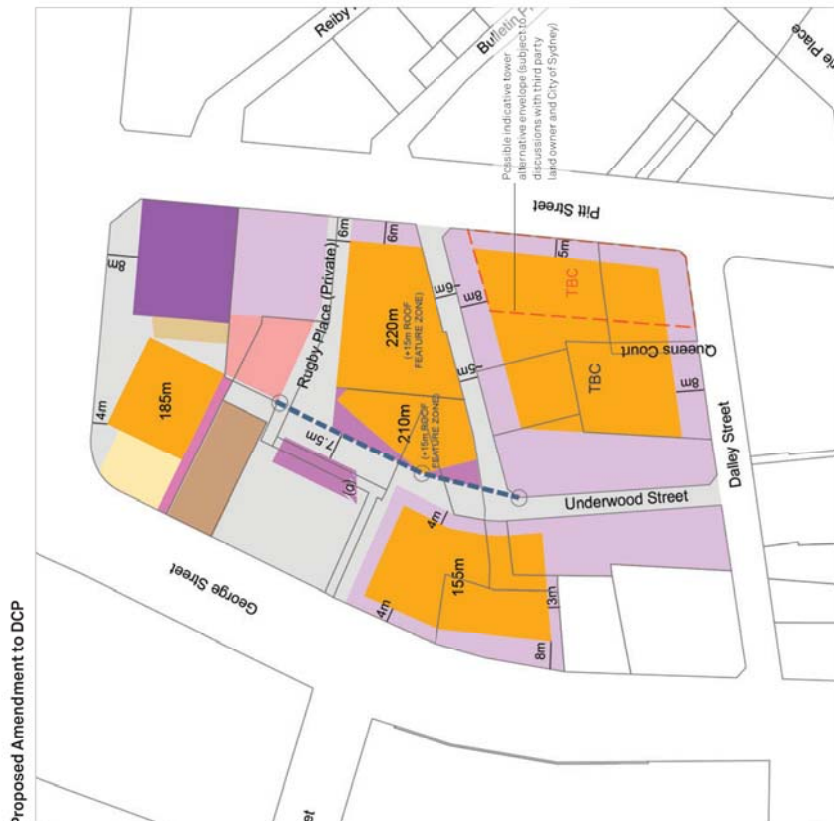 Proposed Amendment to DCP
Reiby
Bulletin
Place
Possible indicative tower
alternative envelope (subject to
discussions with third party
land owner and City of Sydney)
8m
4m
185m
Rugby Place (Private)
6m
6m
220m
(+15m ROOF
FEATURE ZONE)
7.5m
210m
(+15m ROOF
FEATURE ZONE)
(a)
Pitt Street
6m
8m
5m
5m
TBC
TBC
Queens Court
8m
George Street
4m
4m
155m
3m
8m
Underwood Street
Dalley Street
et